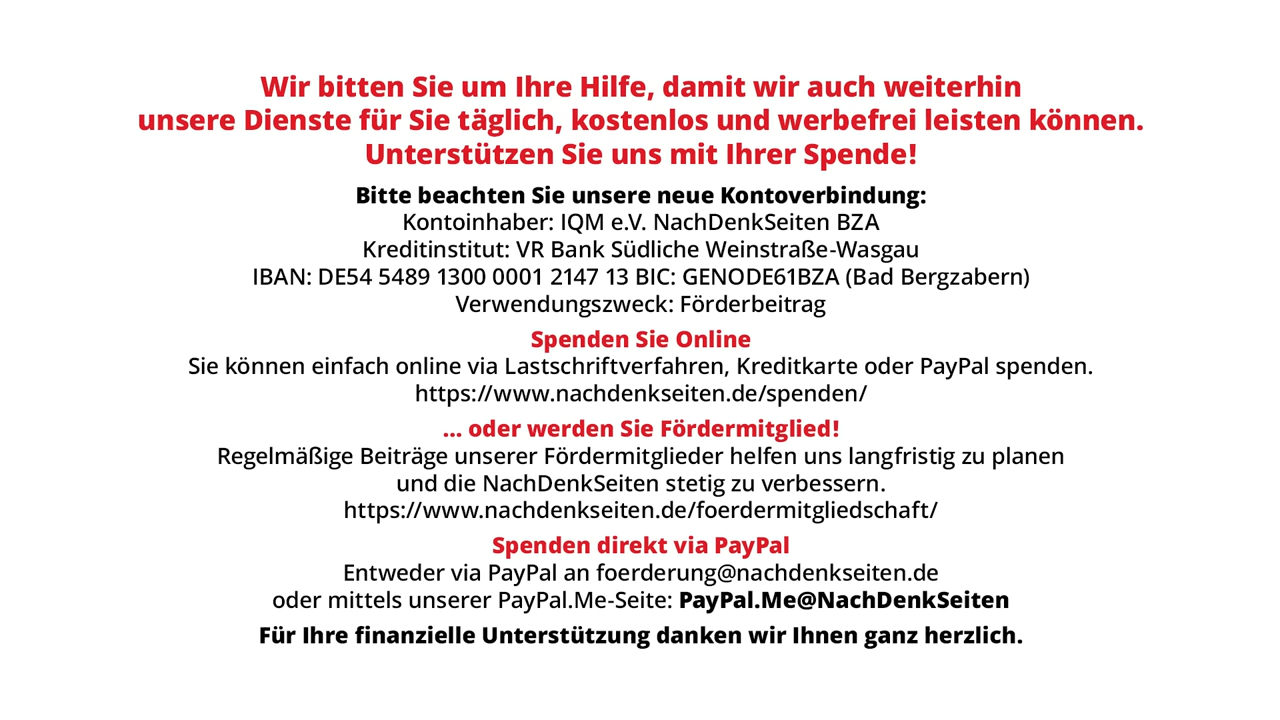 Wir bitten Sie um Ihre Hilfe, damit wir auch weiterhin
unsere Dienste für Sie täglich, kostenlos und werbefrei leisten können.
Unterstützen Sie uns mit Ihrer Spende!
Bitte beachten Sie unsere neue Kontoverbindung:
Kontoinhaber: IQM e.V. NachDenkSeiten BZA
Kreditinstitut: VR Bank Südliche Weinstraße-Wasgau
IBAN: DE54 5489 1300 0001 2147 13 BIC: GENODE61BZA (Bad Bergzabern)
Verwendungszweck: Förderbeitrag
Spenden Sie Online
Sie können einfach online via Lastschriftverfahren, Kreditkarte oder PayPal spenden.
https://www.nachdenkseiten.de/spenden/
... oder werden Sie Fördermitglied!
Regelmäßige Beiträge unserer Fördermitglieder helfen uns langfristig zu planen
und die NachDenkSeiten stetig zu verbessern.
https://www.nachdenkseiten.de/foerdermitgliedschaft/
Spenden direkt via PayPal
Entweder via PayPal an foerderung@nachdenkseiten.de
oder mittels unserer PayPal.Me-Seite: PayPal.Me@NachDenkSeiten
Für Ihre finanzielle Unterstützung danken wir Ihnen ganz herzlich.